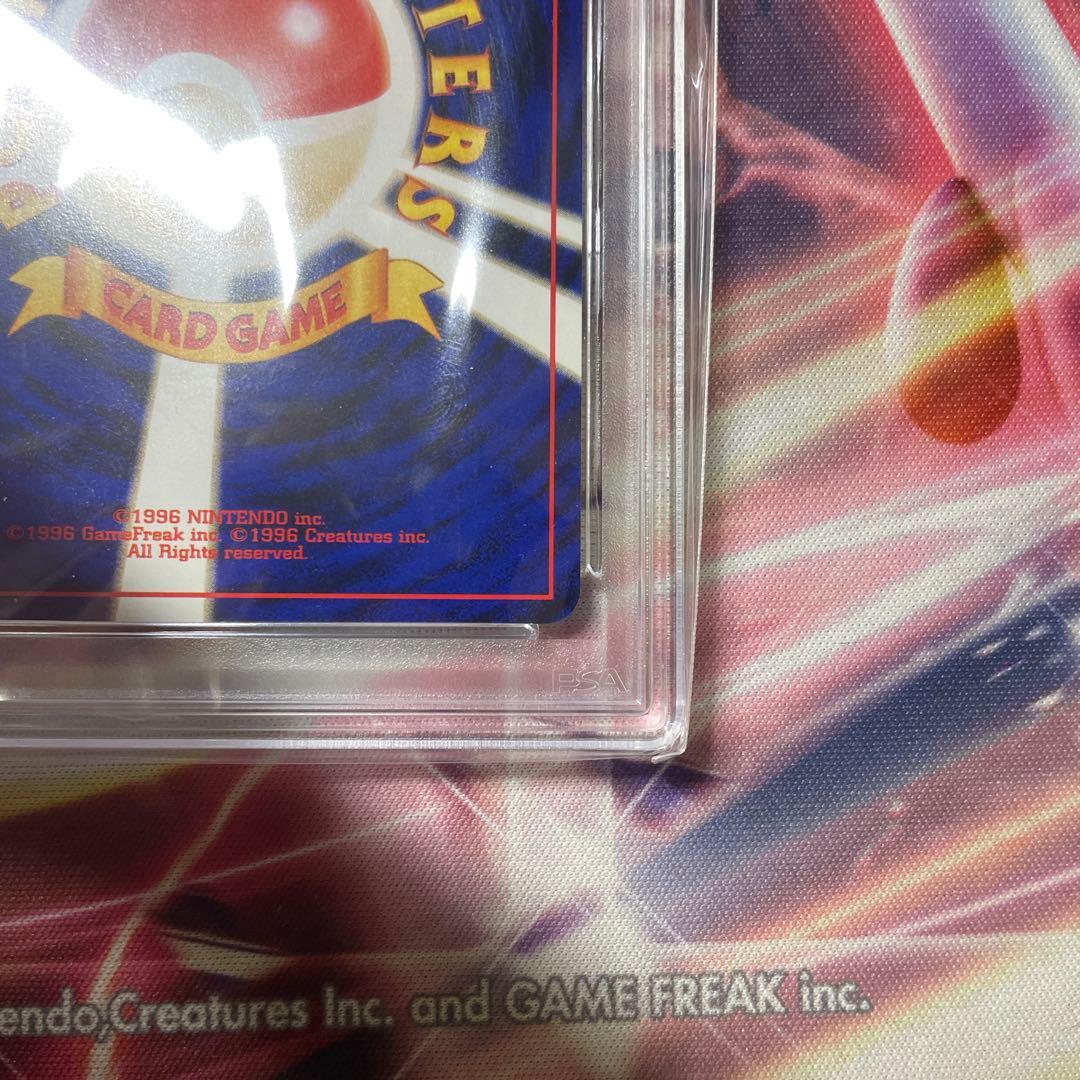 TERS
CARD GAME
©1996 NINTENDO inc.
©1996 GameFreak inc. ©1996 Creatures inc.
All Rights reserved.
PSA
endo,Creatures Inc. and GAME FREAK inc.